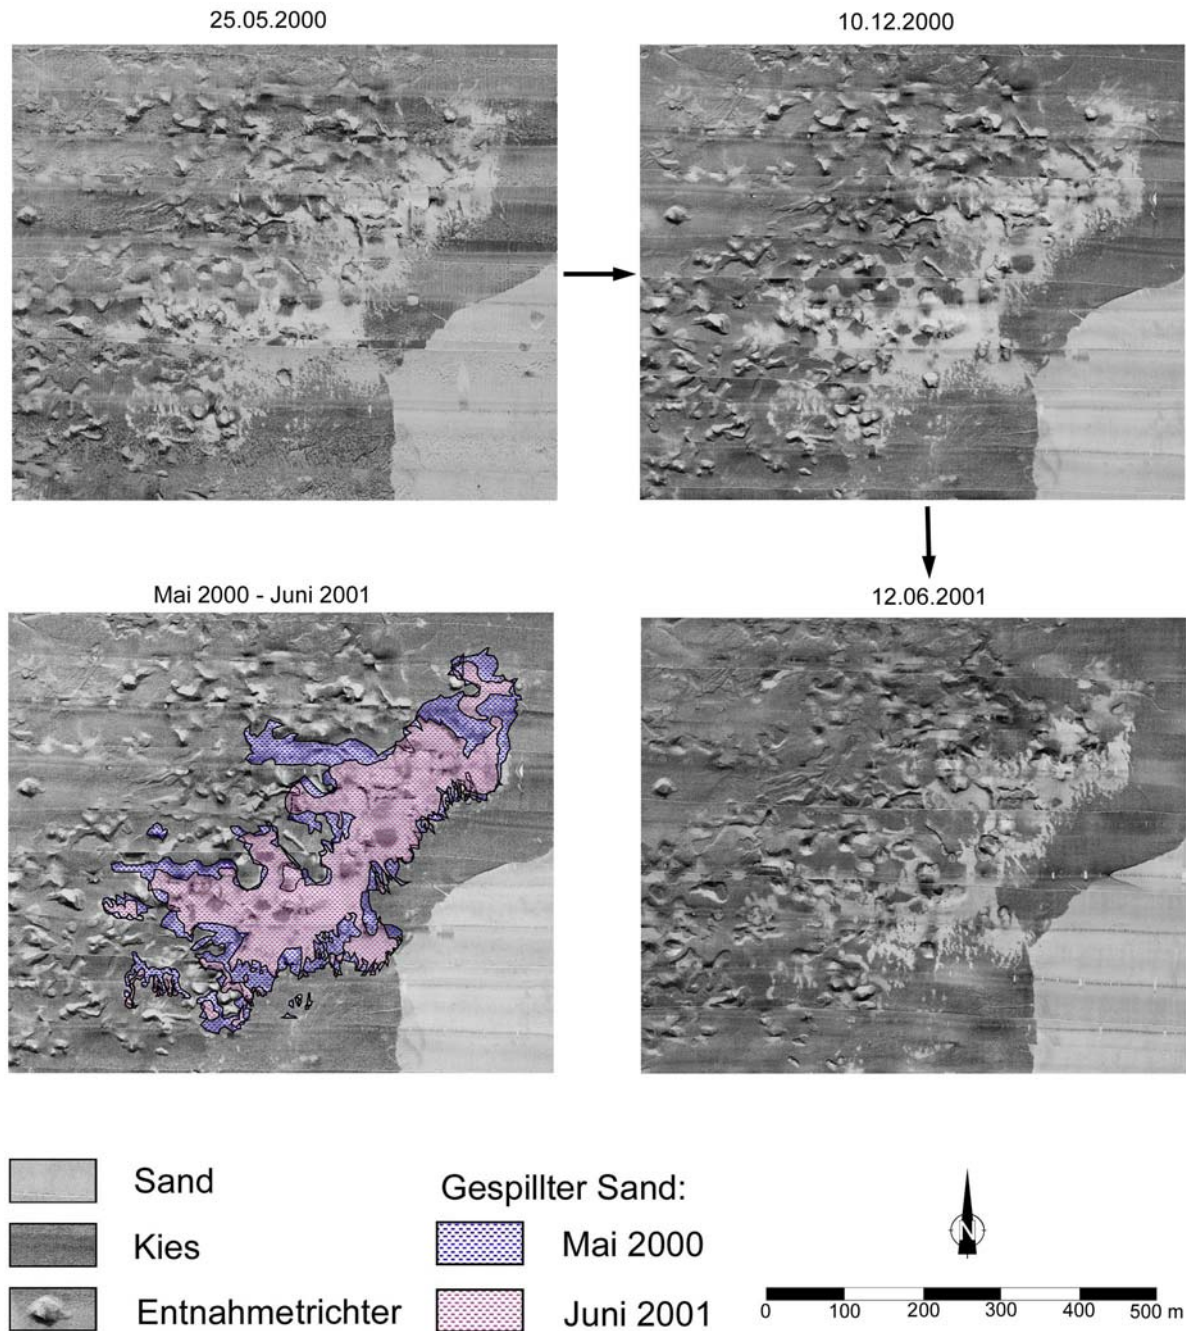 25.05.2000
10.12.2000
Mai 2000 - Juni 2001
12.06.2001
Sand
Kies
Entnahmetrichter
Gespillter Sand:
Mai 2000
Juni 2001
N
0 100 200 300 400 500 m